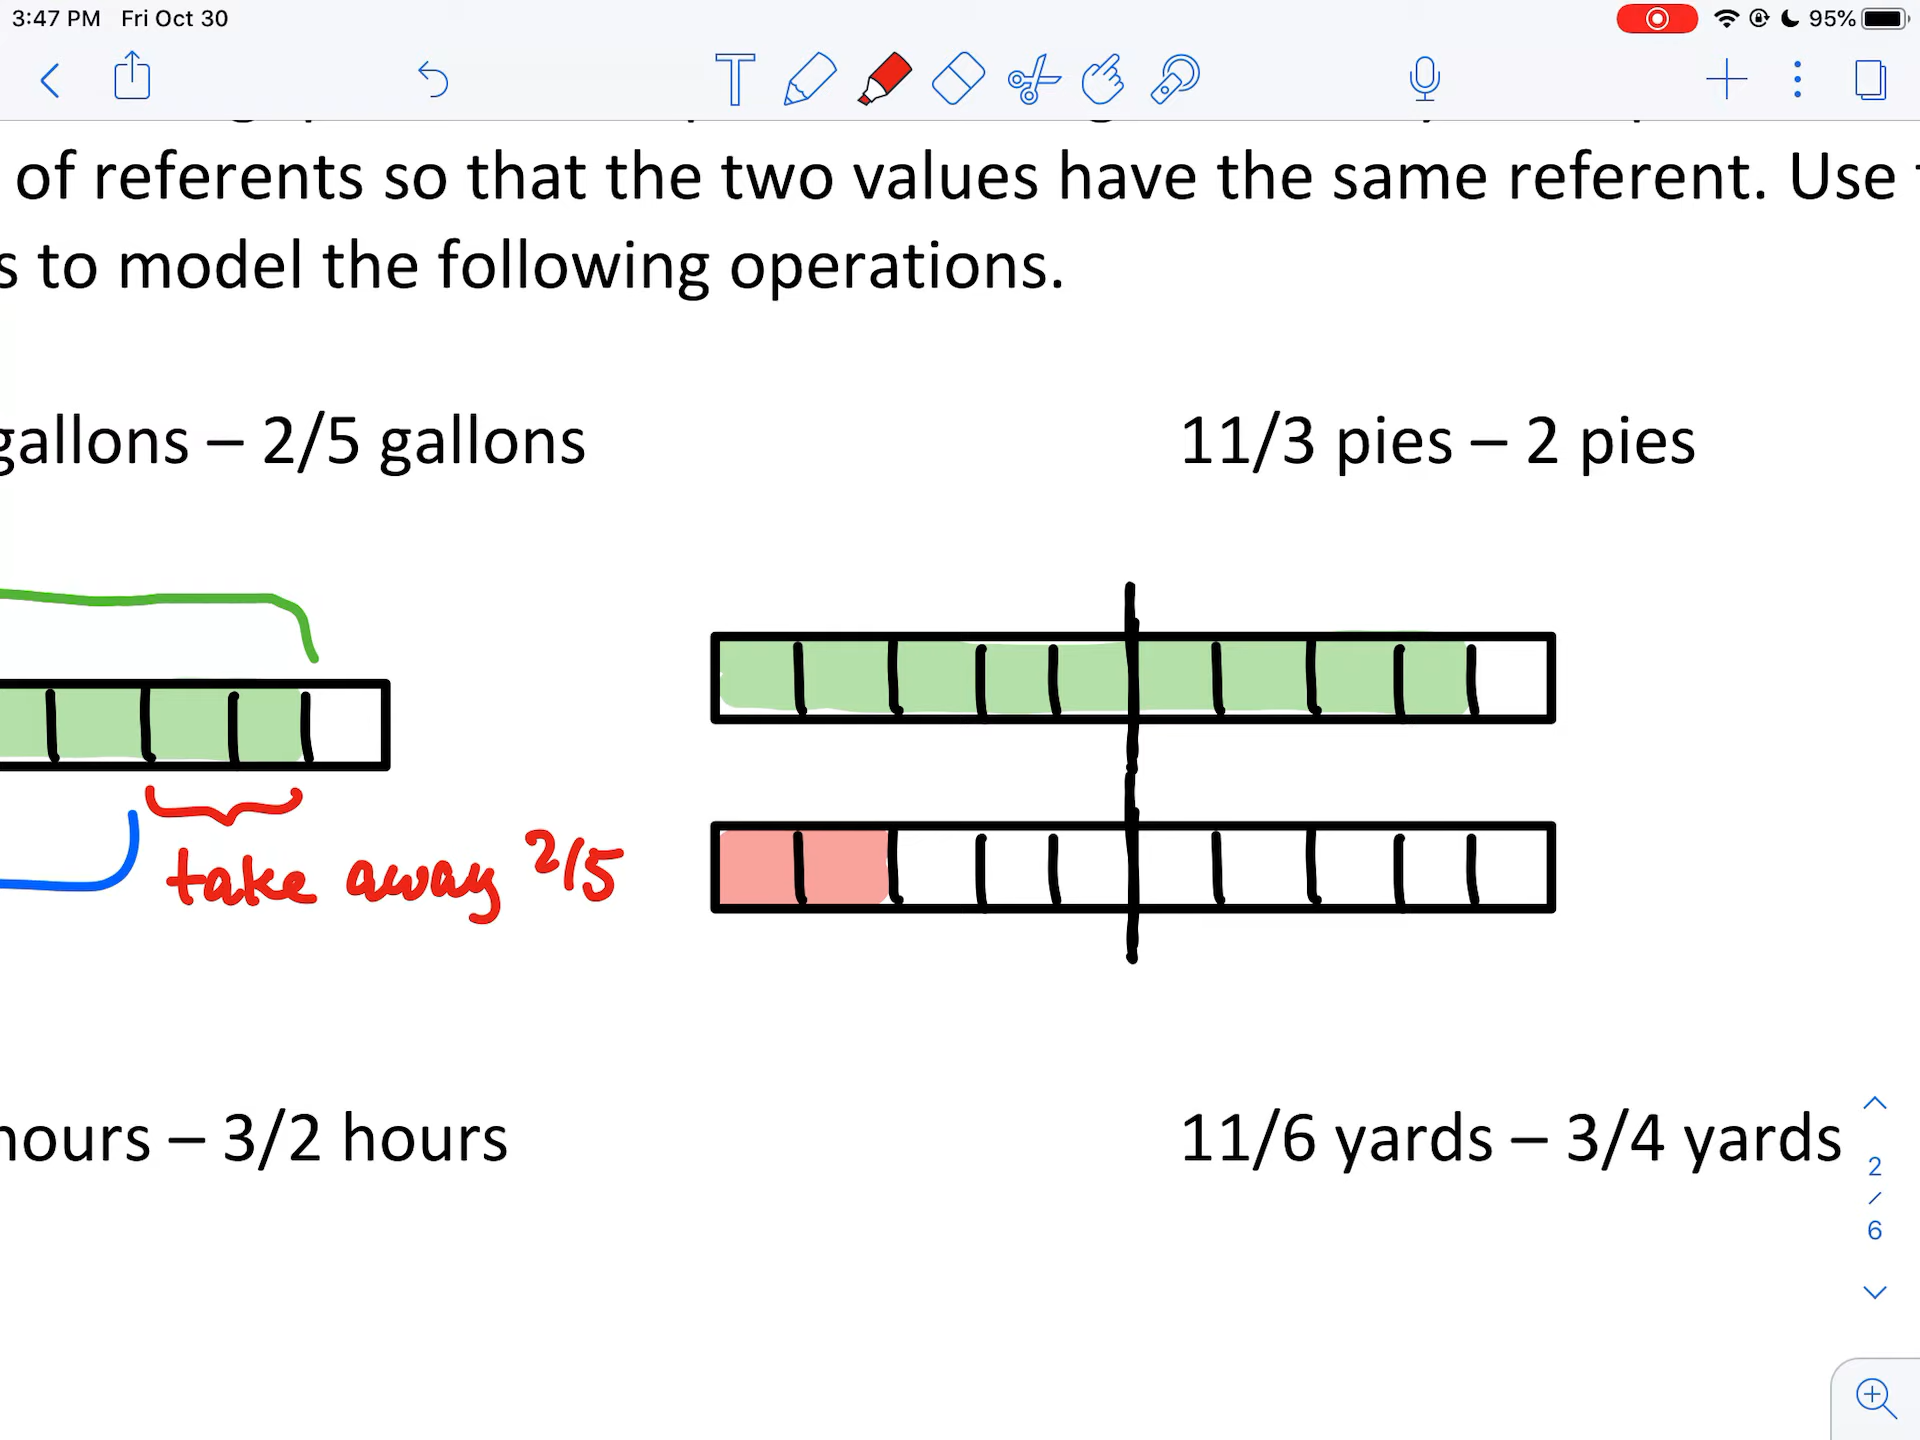 3:47 PM Fri Oct 30 95%
T
of referents so that the two values have the same referent. Use
s to model the following operations.
gallons – 2/5 gallons 11/3 pies – 2 pies
take away 2/5
hours – 3/2 hours 11/6 yards – 3/4 yards
2
/
6